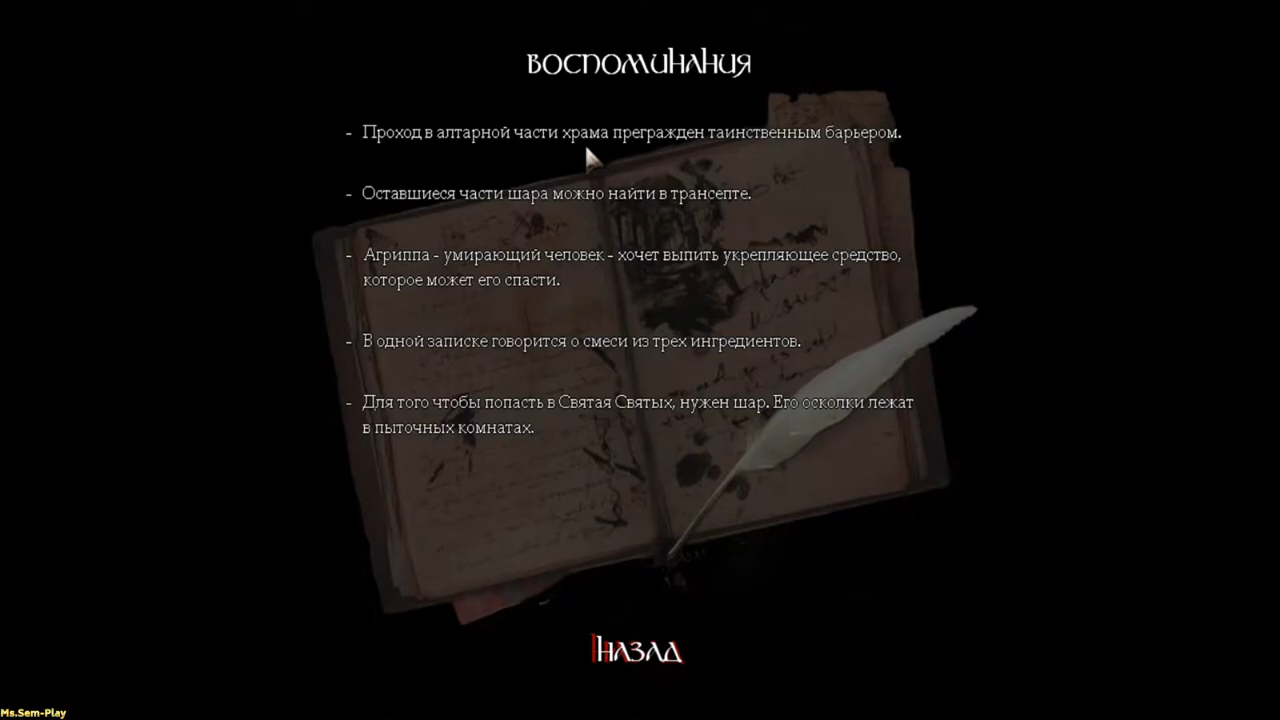 ВОСПОМИНАНИЯ
- Проход в алтарной части храма прегражден таинственным барьером.
- Оставшиеся части шара можно найти в трансепте.
- Агриппа - умирающий человек - хочет выпить укрепляющее средство,
которое может его спасти.
- В одной записке говорится о смеси из трех ингредиентов.
- Для того чтобы попасть в Святая Святых, нужен шар. Его осколки лежат
в пыточных комнатах.
НАЗАД
Ms.Sem-Play